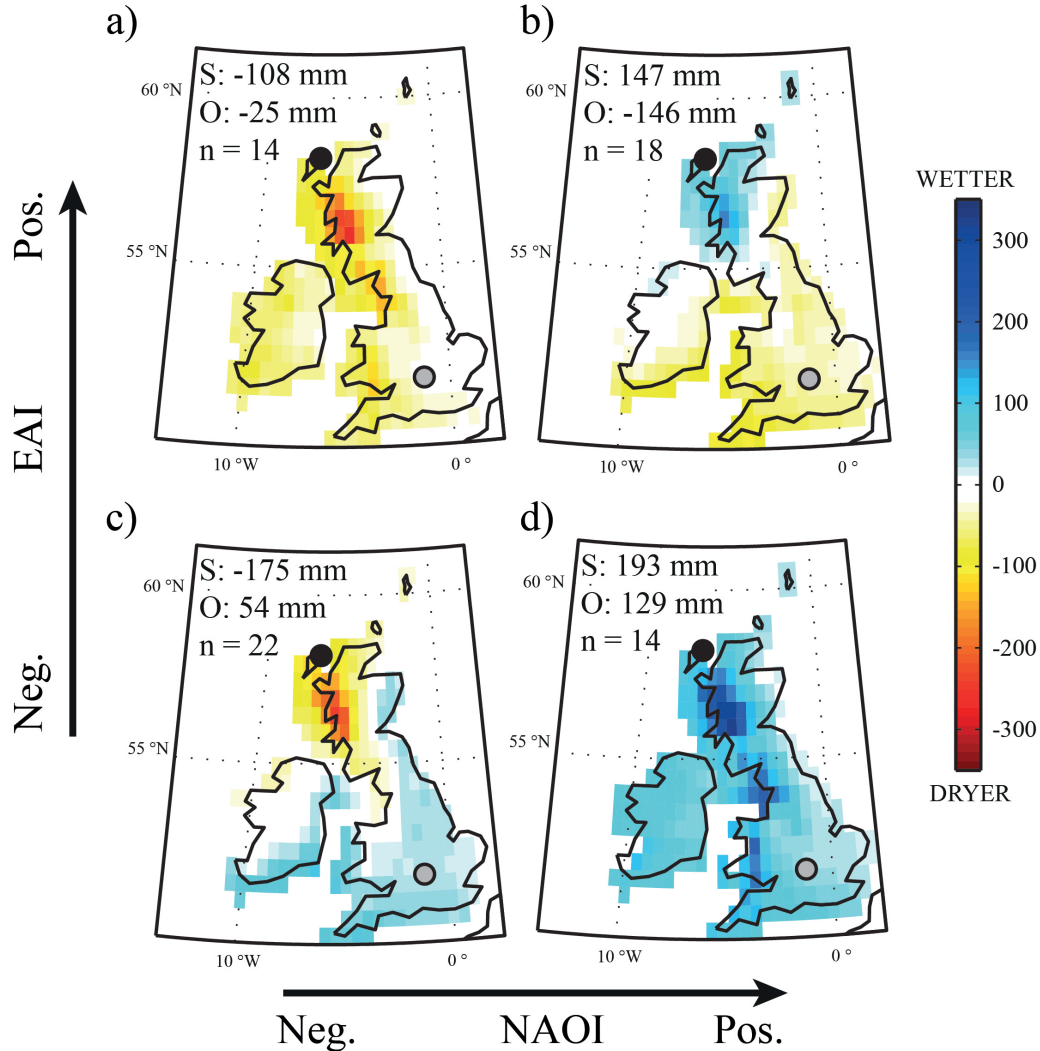 a)
S: -108 mm
O: -25 mm
n = 14
60 °N
55 °N
10 °W
0 °
b)
S: 147 mm
O: -146 mm
n = 18
60 °N
55 °N
10 °W
0 °
c)
S: -175 mm
O: 54 mm
n = 22
60 °N
55 °N
10 °W
0 °
d)
S: 193 mm
O: 129 mm
n = 14
60 °N
55 °N
10 °W
0 °
WETTER
300
200
100
0
-100
-200
-300
DRYER
Pos.
EAI
Neg.
Neg. NAOI Pos.